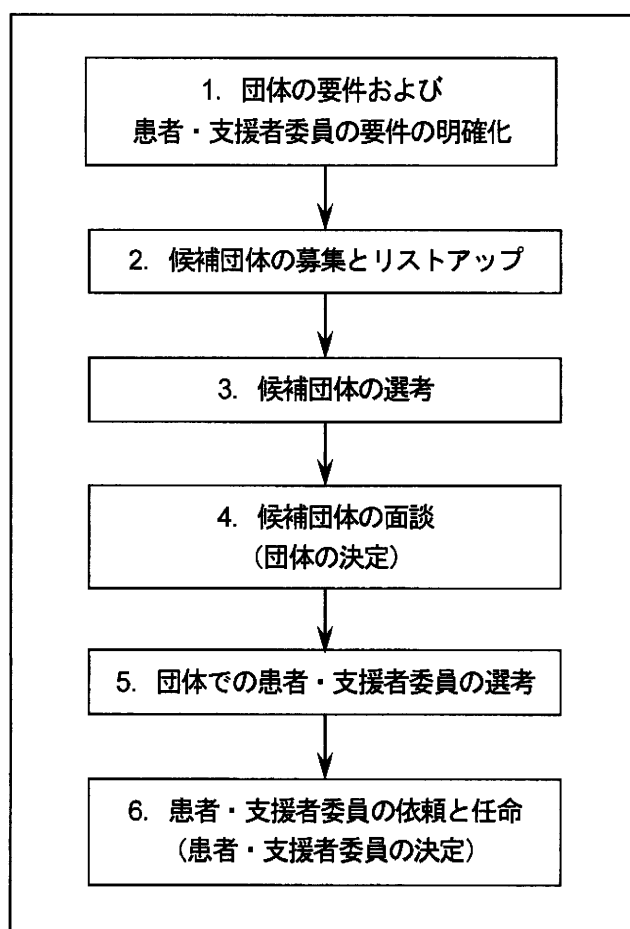 1. 団体の要件および
患者・支援者委員の要件の明確化
2. 候補団体の募集とリストアップ
3. 候補団体の選考
4. 候補団体の面談
(団体の決定)
5. 団体での患者・支援者委員の選考
6. 患者・支援者委員の依頼と任命
(患者・支援者委員の決定)